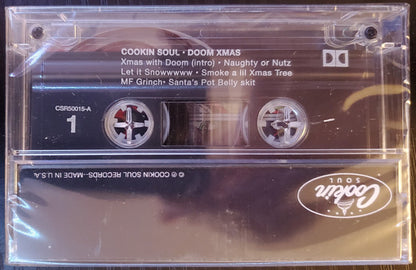 COOKIN SOUL • DOOM XMAS
Xmas with Doom (intro) • Naughty or Nutz
Let it Snowwwww • Smoke a lil Xmas Tree
MF Grinch • Santa's Pot Belly skit
CSR50015-A
1
℗ © COOKIN SOUL RECORDS--MADE IN U.S.A.
Cookin
SOUL